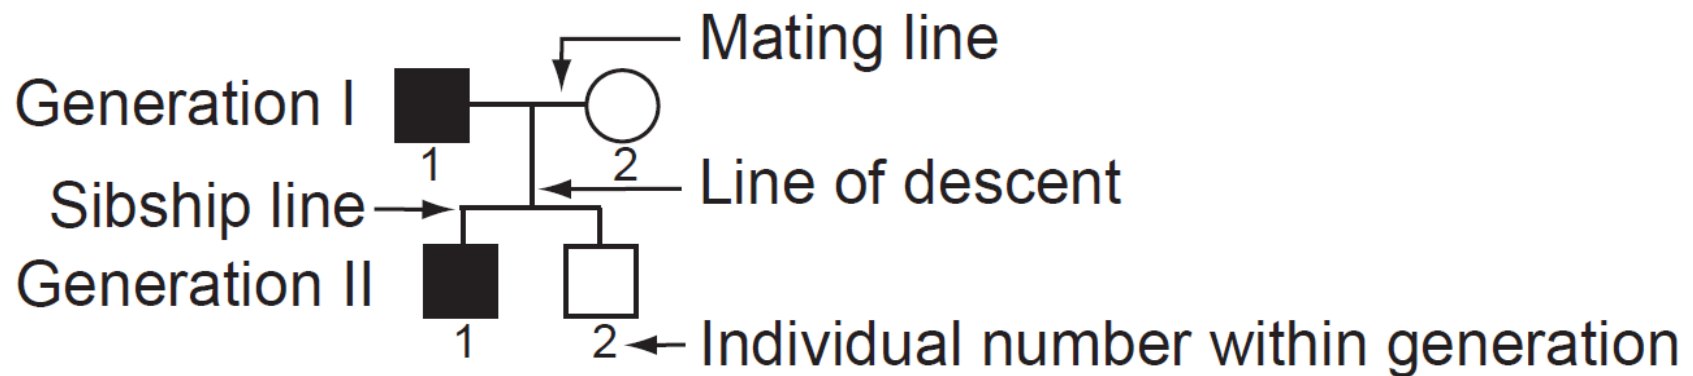 Mating line
Generation I
1
2
Line of descent
Sibship line
Generation II
1
2
Individual number within generation